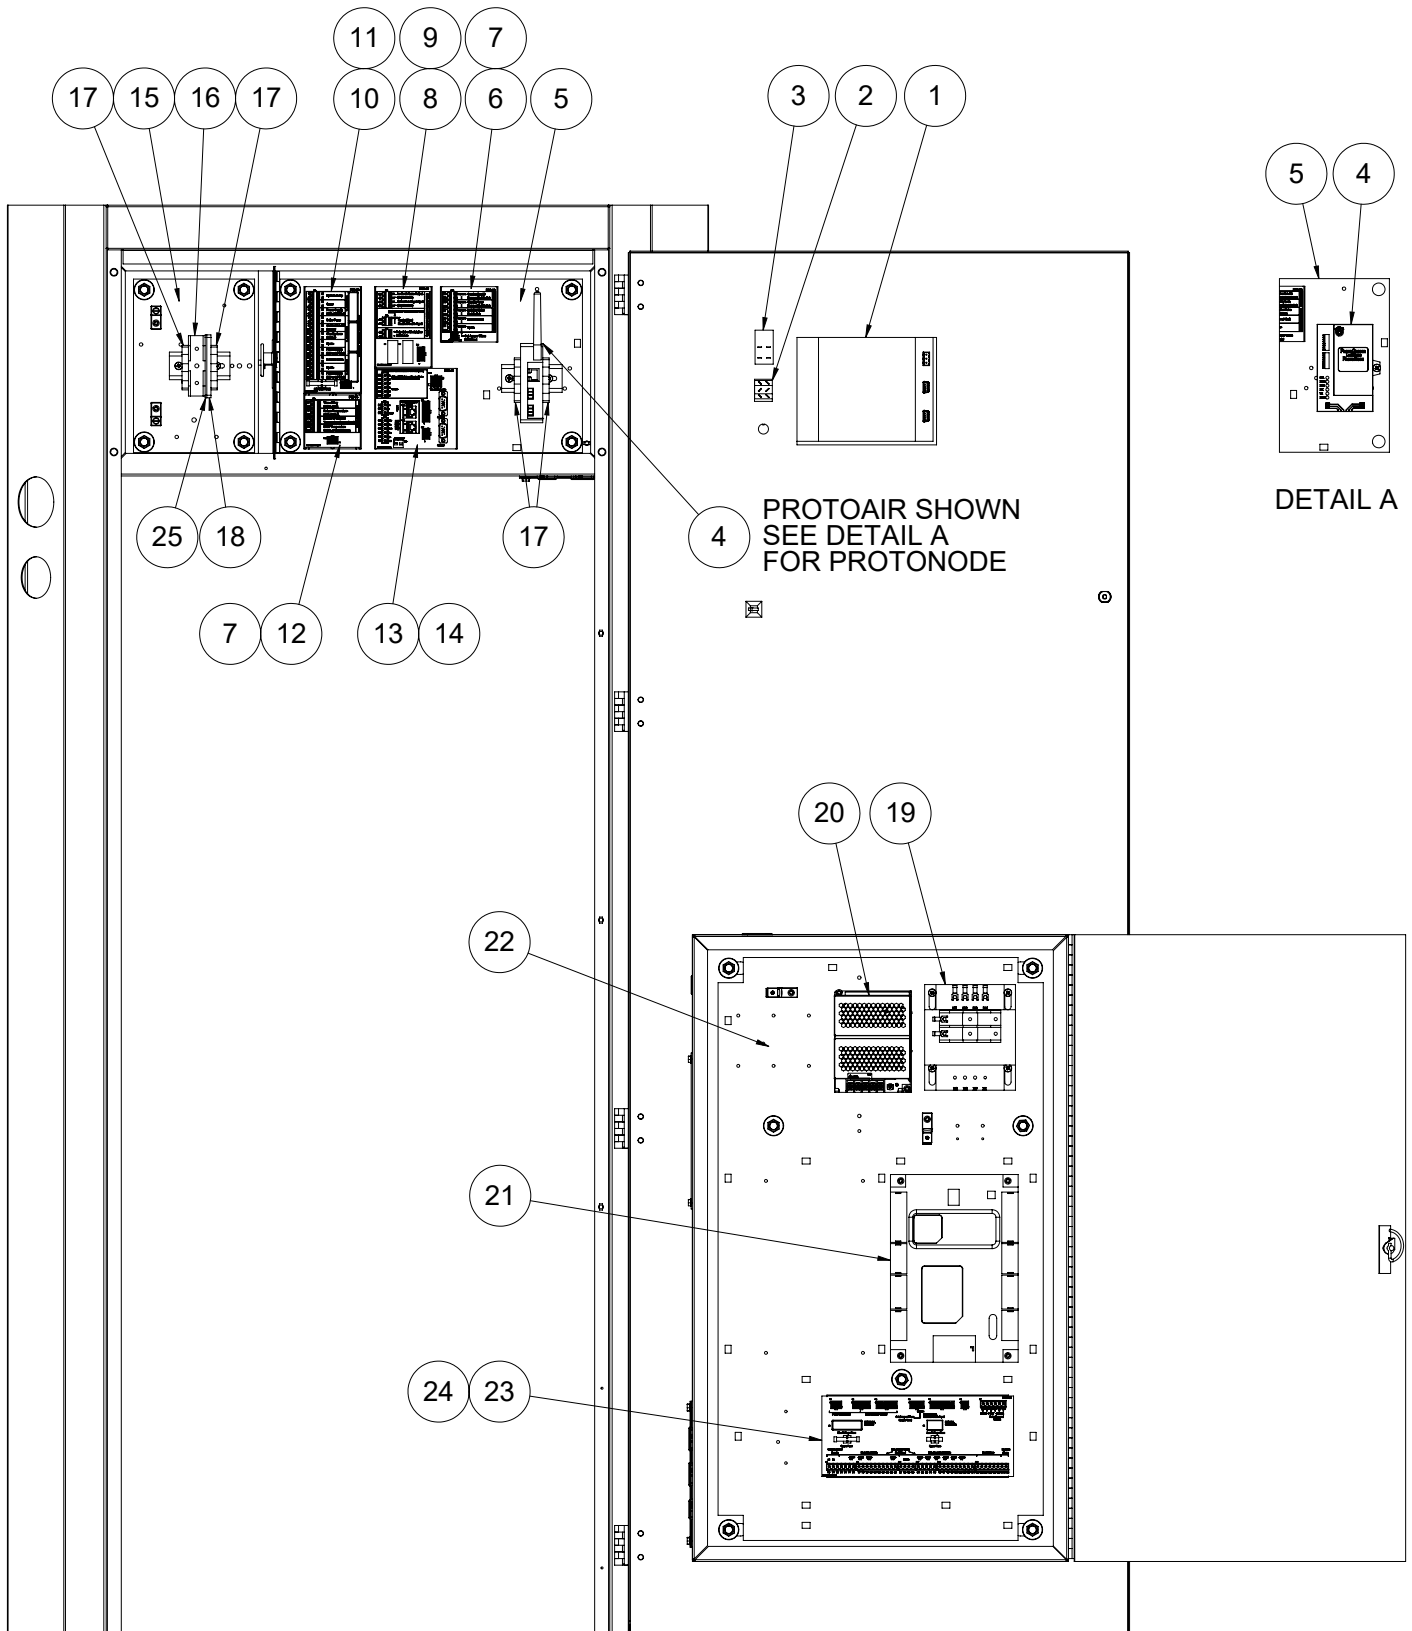 11 9 7
17 15 16 17 10 8 6 5 3 2 1
5 4
25 18 17 4
PROTOAIR SHOWN
SEE DETAIL A
FOR PROTONODE
DETAIL A
7 12 13 14
20 19
22
21
24 23